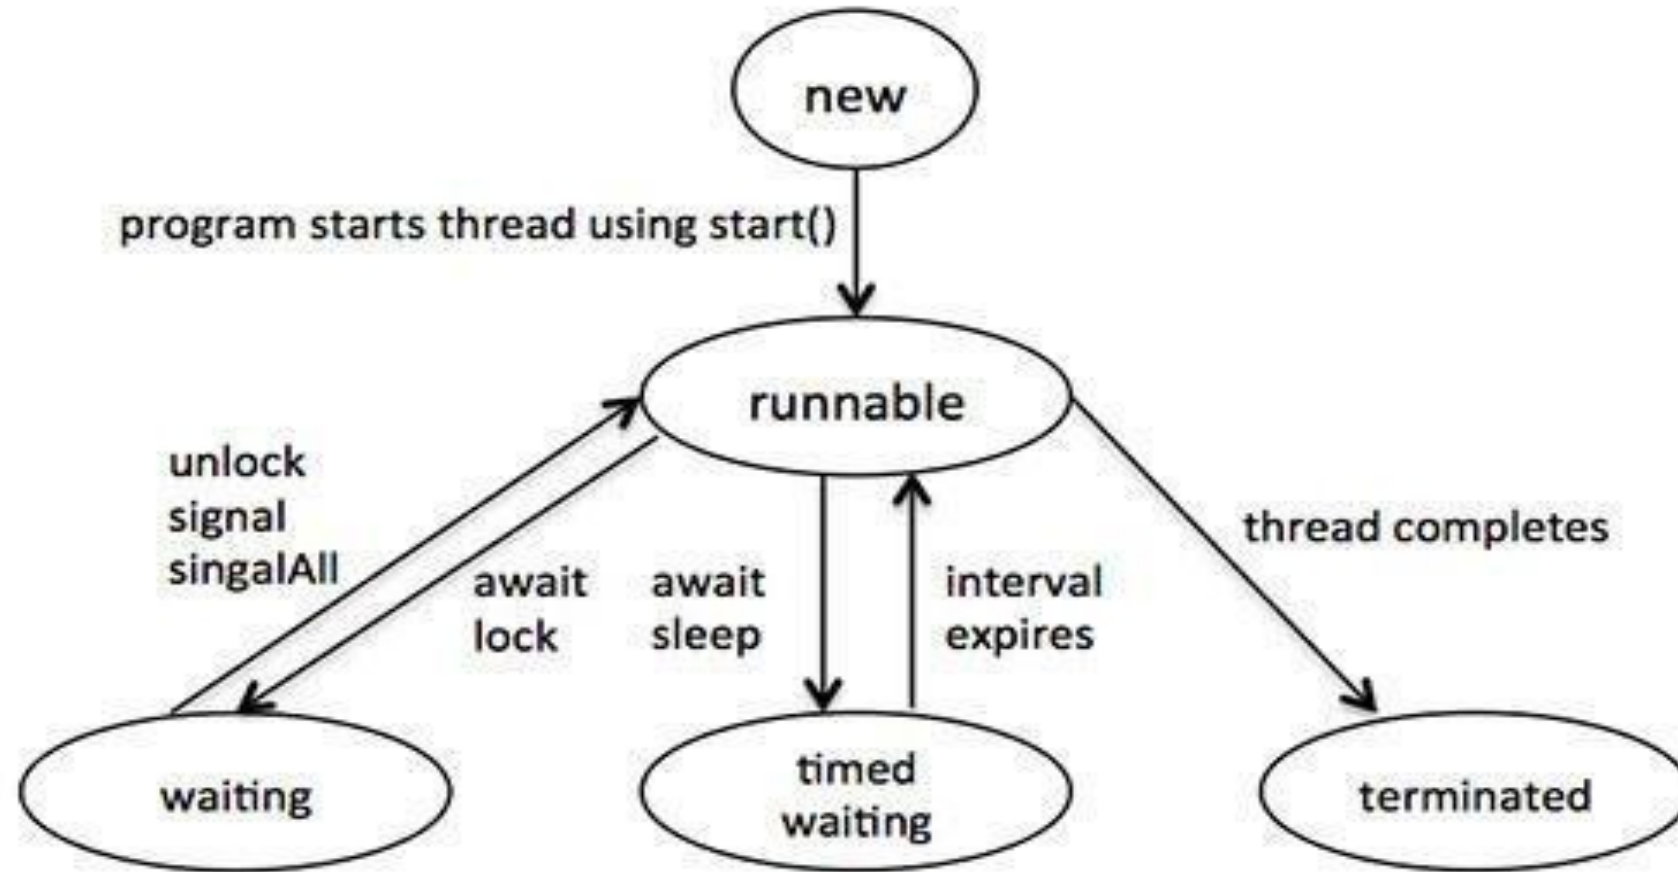 new
program starts thread using start()
runnable
unlock
signal
singalAll
await
lock
await
sleep
interval
expires
thread completes
waiting
timed
waiting
terminated